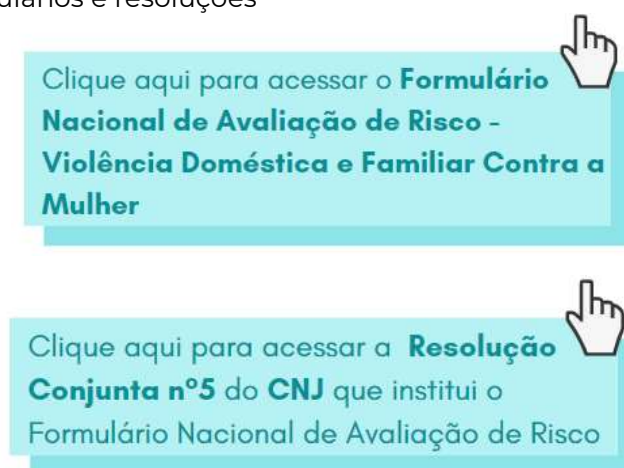 e resoluções
Clique aqui para acessar o Formulário
Nacional de Avaliação de Risco -
Violência Doméstica e Familiar Contra a
Mulher
Clique aqui para acessar a Resolução
Conjunta nº5 do CNJ que institui o
Formulário Nacional de Avaliação de Risco